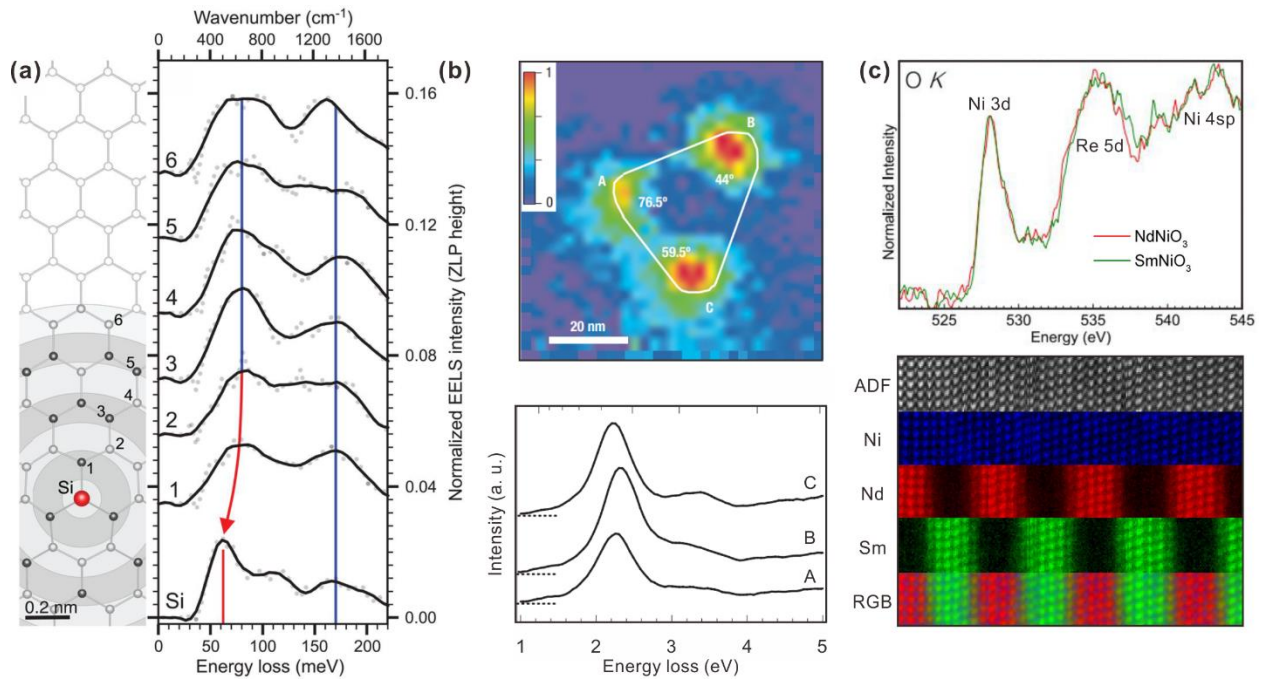 (a)
Wavenumber (cm⁻¹)
0 400 800 1200 1600
6
5
4
3
2
1
Si
0.2 nm
6
5
4
3
2
1
Si
0.16
0.12
0.08
0.04
0.00
Normalized EELS intensity (ZLP height)
0 50 100 150 200
Energy loss (meV)
(b)
1
0
B
A
44°
76.5°
59.5°
C
20 nm
Intensity (a. u.)
C
B
A
1 2 3 4 5
Energy loss (eV)
(c)
O K
Ni 3d
Ni 4sp
Re 5d
Normalized Intensity
NdNiO₃
SmNiO₃
525 530 535 540 545
Energy (eV)
ADF
Ni
Nd
Sm
RGB